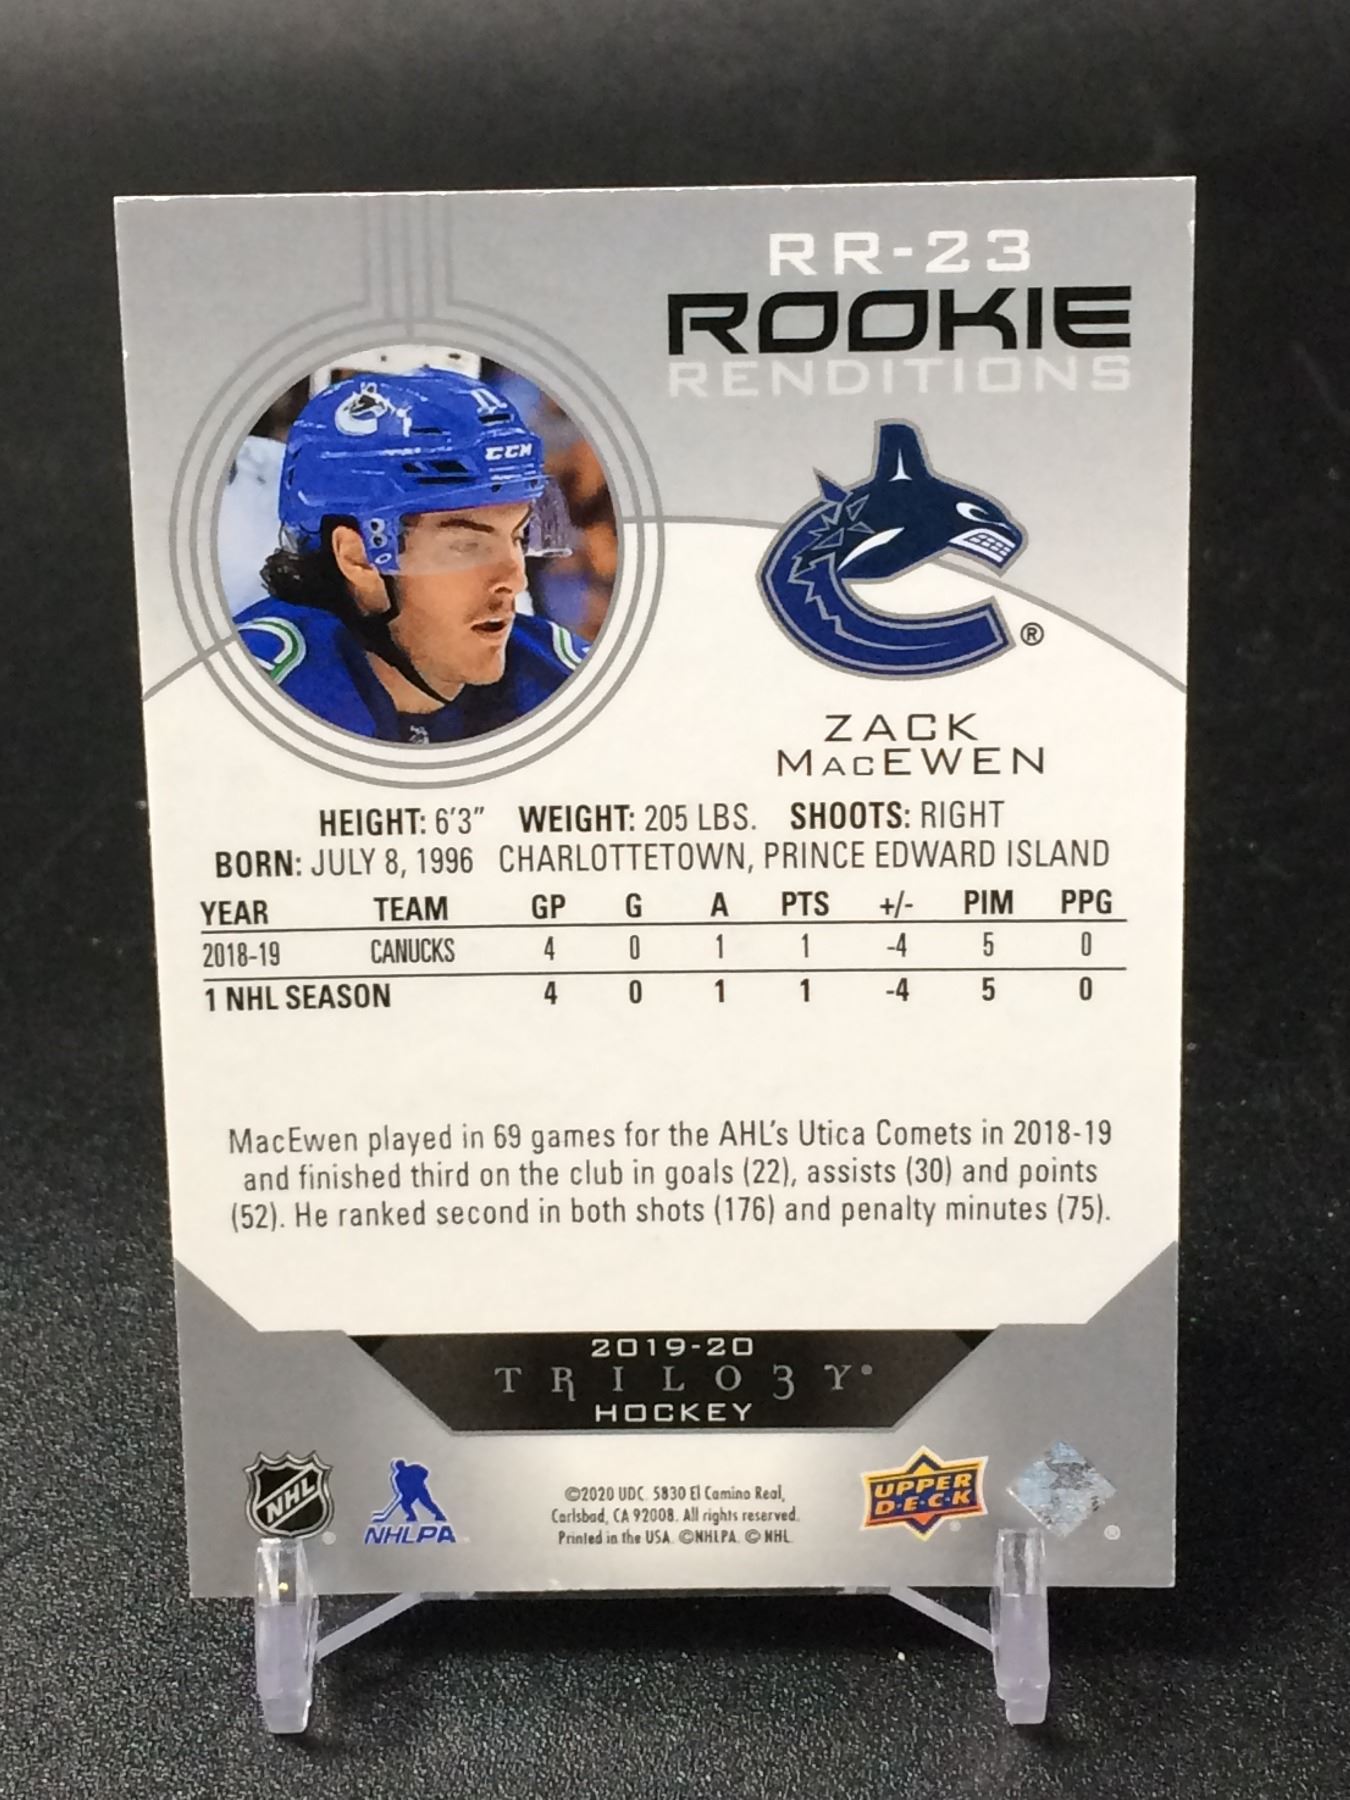 RR-23
ROOKIE
RENDITIONS
CCM
®
ZACK
MacEWEN
HEIGHT: 6'3" WEIGHT: 205 LBS. SHOOTS: RIGHT
BORN: JULY 8, 1996 CHARLOTTETOWN, PRINCE EDWARD ISLAND
YEAR TEAM GP G A PTS +/- PIM PPG
2018-19 CANUCKS 4 0 1 1 -4 5 0
1 NHL SEASON 4 0 1 1 -4 5 0
MacEwen played in 69 games for the AHL's Utica Comets in 2018-19
and finished third on the club in goals (22), assists (30) and points
(52). He ranked second in both shots (176) and penalty minutes (75).
2019-20
TRILO3Y
HOCKEY
NHL
NHLPA
©2020 UDC. 5830 El Camino Real,
Carlsbad, CA 92008. All rights reserved.
Printed in the USA. ©NHLPA. © NHL.
UPPER
D·E·C·K